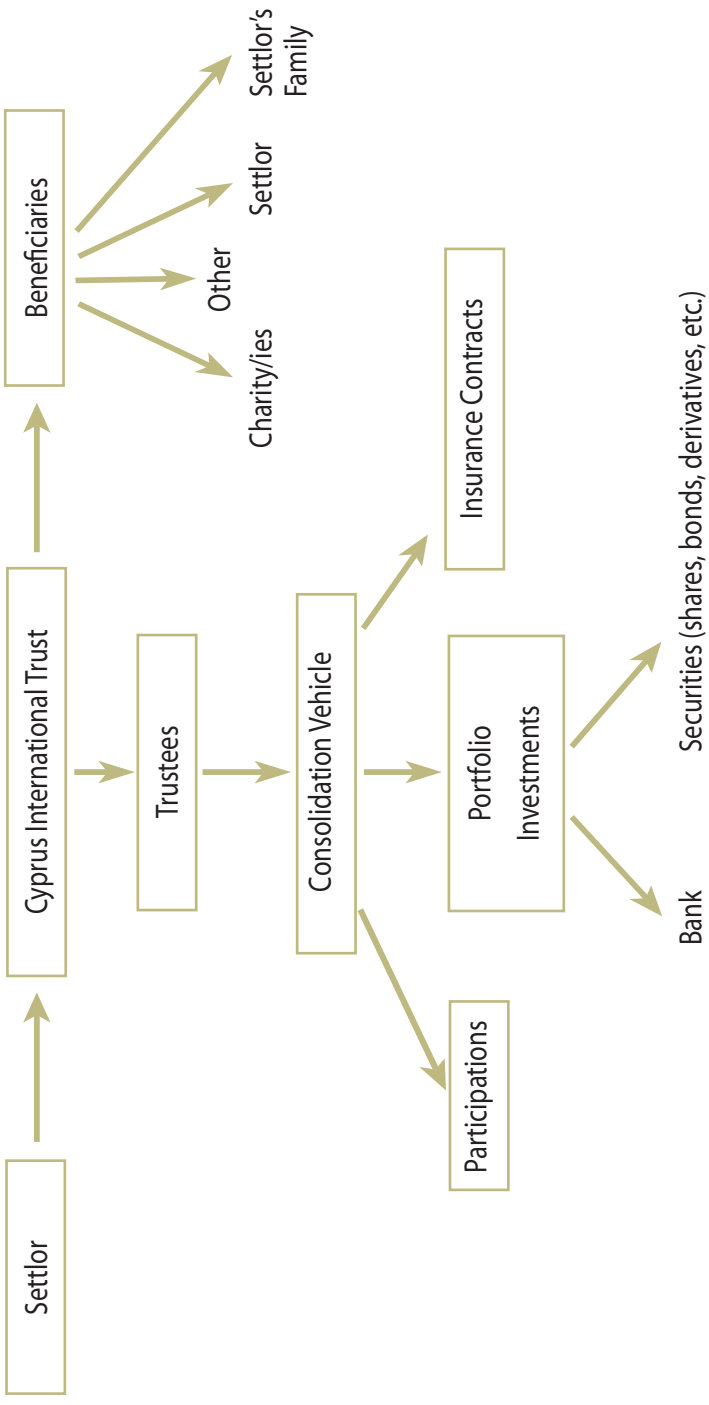 Settlor
Cyprus International Trust
Beneficiaries
Trustees
Charity/ies
Other
Settlor
Settlor's
Family
Consolidation Vehicle
Participations
Portfolio
Investments
Insurance Contracts
Bank
Securities (shares, bonds, derivatives, etc.)